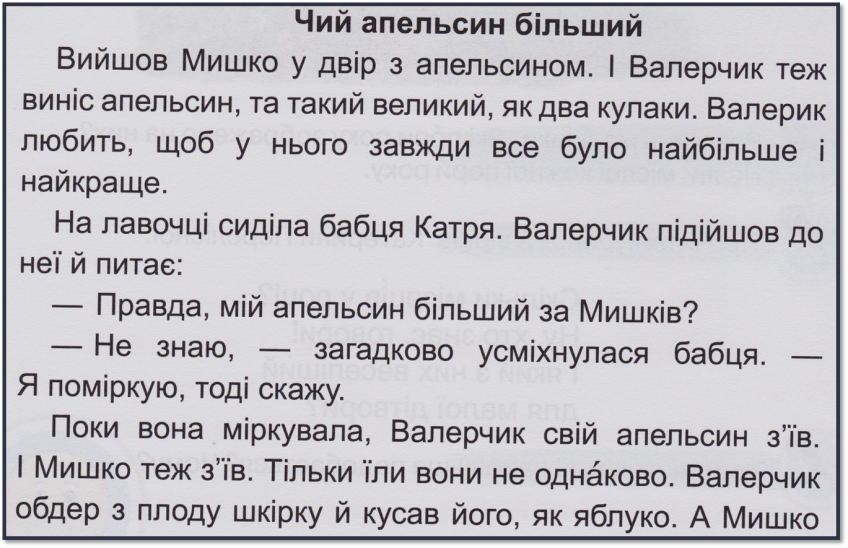 Чий апельсин більший
Вийшов Мишко у двір з апельсином. І Валерчик теж
виніс апельсин, та такий великий, як два кулаки. Валерик
любить, щоб у нього завжди все було найбільше і
найкраще.
На лавочці сиділа бабця Катря. Валерчик підійшов до
неї й питає:
— Правда, мій апельсин більший за Мишків?
— Не знаю, — загадково усміхнулася бабця. —
Я поміркую, тоді скажу.
Поки вона міркувала, Валерчик свій апельсин з’їв.
І Мишко теж з’їв. Тільки їли вони не одна́ково. Валерчик
обдер з плоду шкірку й кусав його, як яблуко. А Мишко